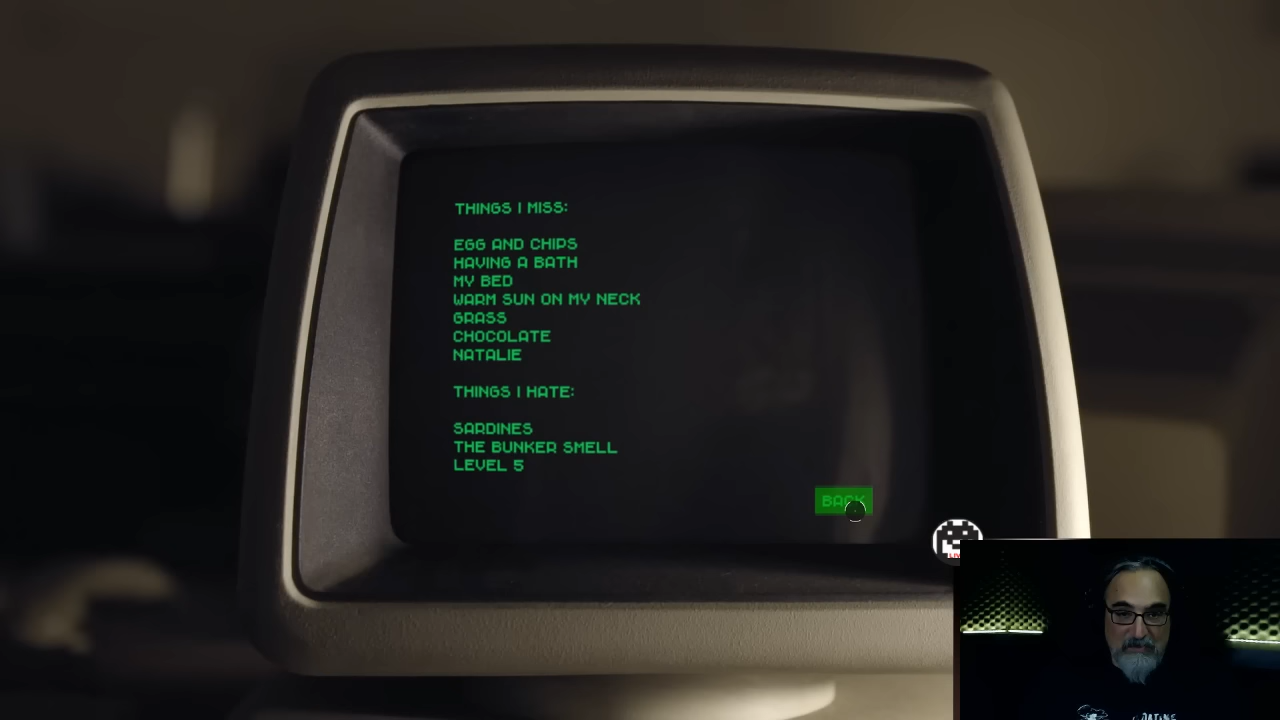 THINGS I MISS:
EGG AND CHIPS
HAVING A BATH
MY BED
WARM SUN ON MY NECK
GRASS
CHOCOLATE
NATALIE
THINGS I HATE:
SARDINES
THE BUNKER SMELL
LEVEL 5
BACK